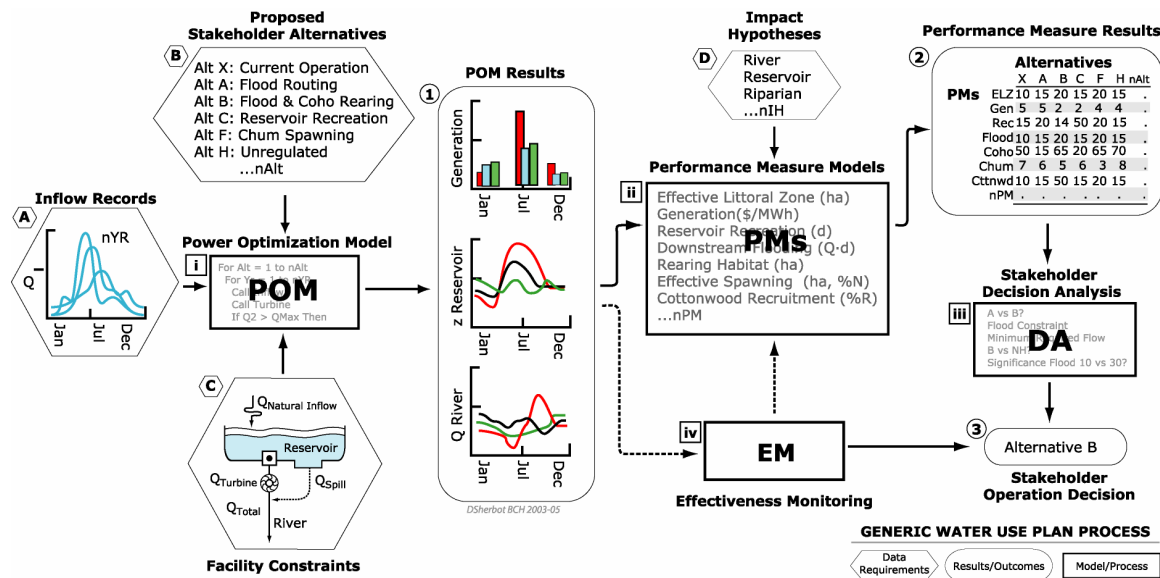 Proposed
Stakeholder Alternatives
B
Alt X: Current Operation
Alt A: Flood Routing
Alt B: Flood & Coho Rearing
Alt C: Reservoir Recreation
Alt F: Chum Spawning
Alt H: Unregulated
...nAlt
A
Inflow Records
nYR
Q
Jan
July
Dec
Power Optimization Model
i
For Alt = 1 to nAlt
For Yr = 1 to nYR
Call Inflow
Call Turbine
If Q2 > QMax Then
POM
C
QNatural Inflow
Reservoir
QTurbine
QSpill
QTotal
River
Facility Constraints
POM Results
1
Generation
Jan
Jul
Dec
z Reservoir
Jan
Jul
Dec
Q River
Jan
Jul
Dec
DSherbot BCH 2003-05
Impact
Hypotheses
D
River
Reservoir
Riparian
...nIH
Performance Measure Models
ii
Effective Littoral Zone (ha)
Generation($/MWh)
Reservoir Recreation (d)
Downstream Flooding (Q·d)
Rearing Habitat (ha)
Effective Spawning (ha, %N)
Cottonwood Recruitment (%R)
...nPM
PMs
iv
EM
Effectiveness Monitoring
Performance Measure Results
2
Alternatives
X A B C F H nAlt
PMs
ELZ 10 15 20 15 20 15 .
Gen 5 5 2 2 4 4 .
Rec 15 20 14 50 20 15 .
Flood 10 15 20 15 20 15 .
Coho 50 15 65 20 65 70 .
Chum 7 6 5 6 3 8 .
Cttnwd 10 15 50 15 20 15 .
nPM . . . . . . .
Stakeholder
Decision Analysis
iii
A vs B?
Flood Constraint
Minimum Required Flow
B vs NH?
Significance Flood 10 vs 30?
DA
3
Alternative B
Stakeholder
Operation Decision
GENERIC WATER USE PLAN PROCESS
Data
Requirements
Results/Outcomes
Model/Process